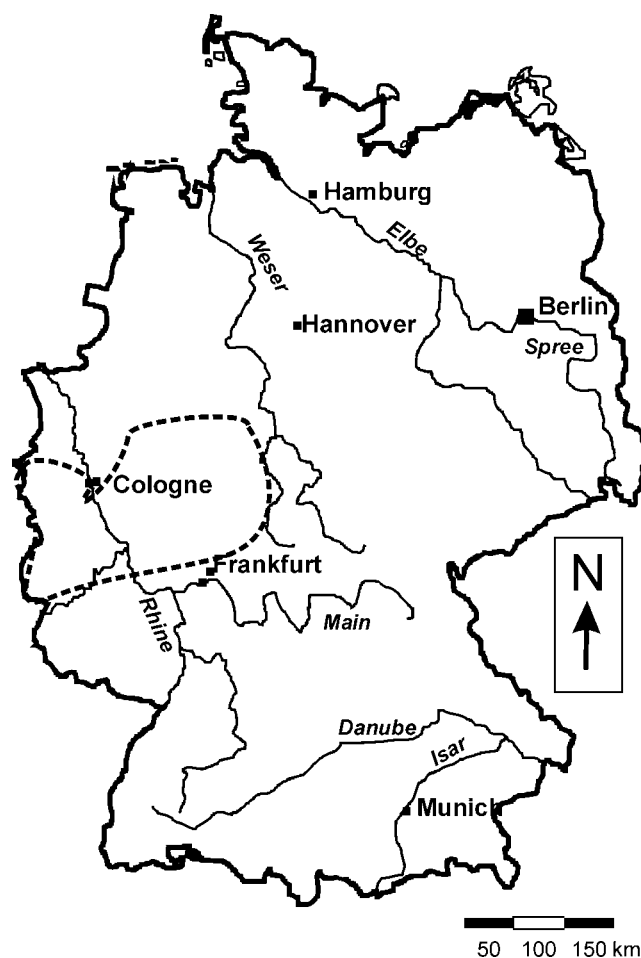 Hamburg
Elbe
Weser
Berlin
Hannover
Spree
Cologne
Frankfurt
N
Rhine
Main
Danube
Isar
Munich
50 100 150 km